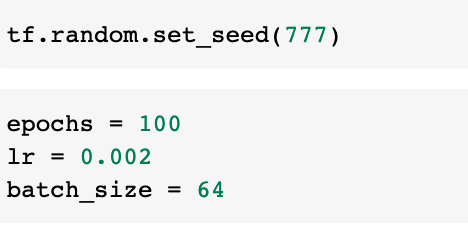 tf.random.set_seed(777)
epochs = 100
lr = 0.002
batch_size = 64